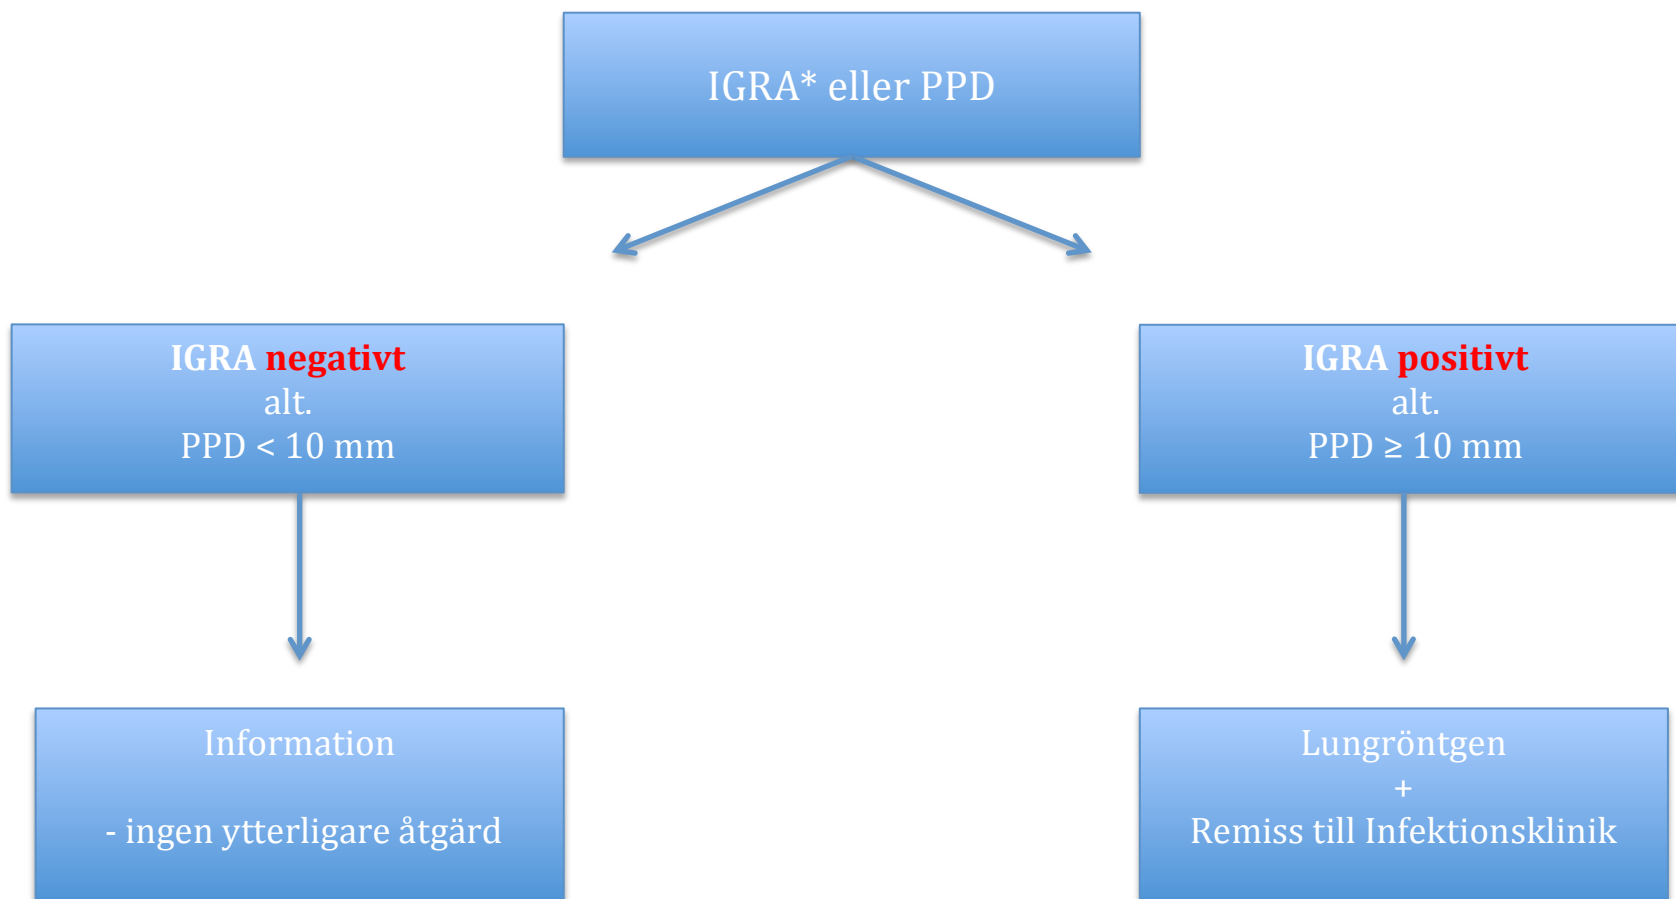 IGRA* eller PPD
IGRA negativt
alt.
PPD < 10 mm
IGRA positivt
alt.
PPD ≥ 10 mm
Information
- ingen ytterligare åtgärd
Lungröntgen
+
Remiss till Infektionsklinik